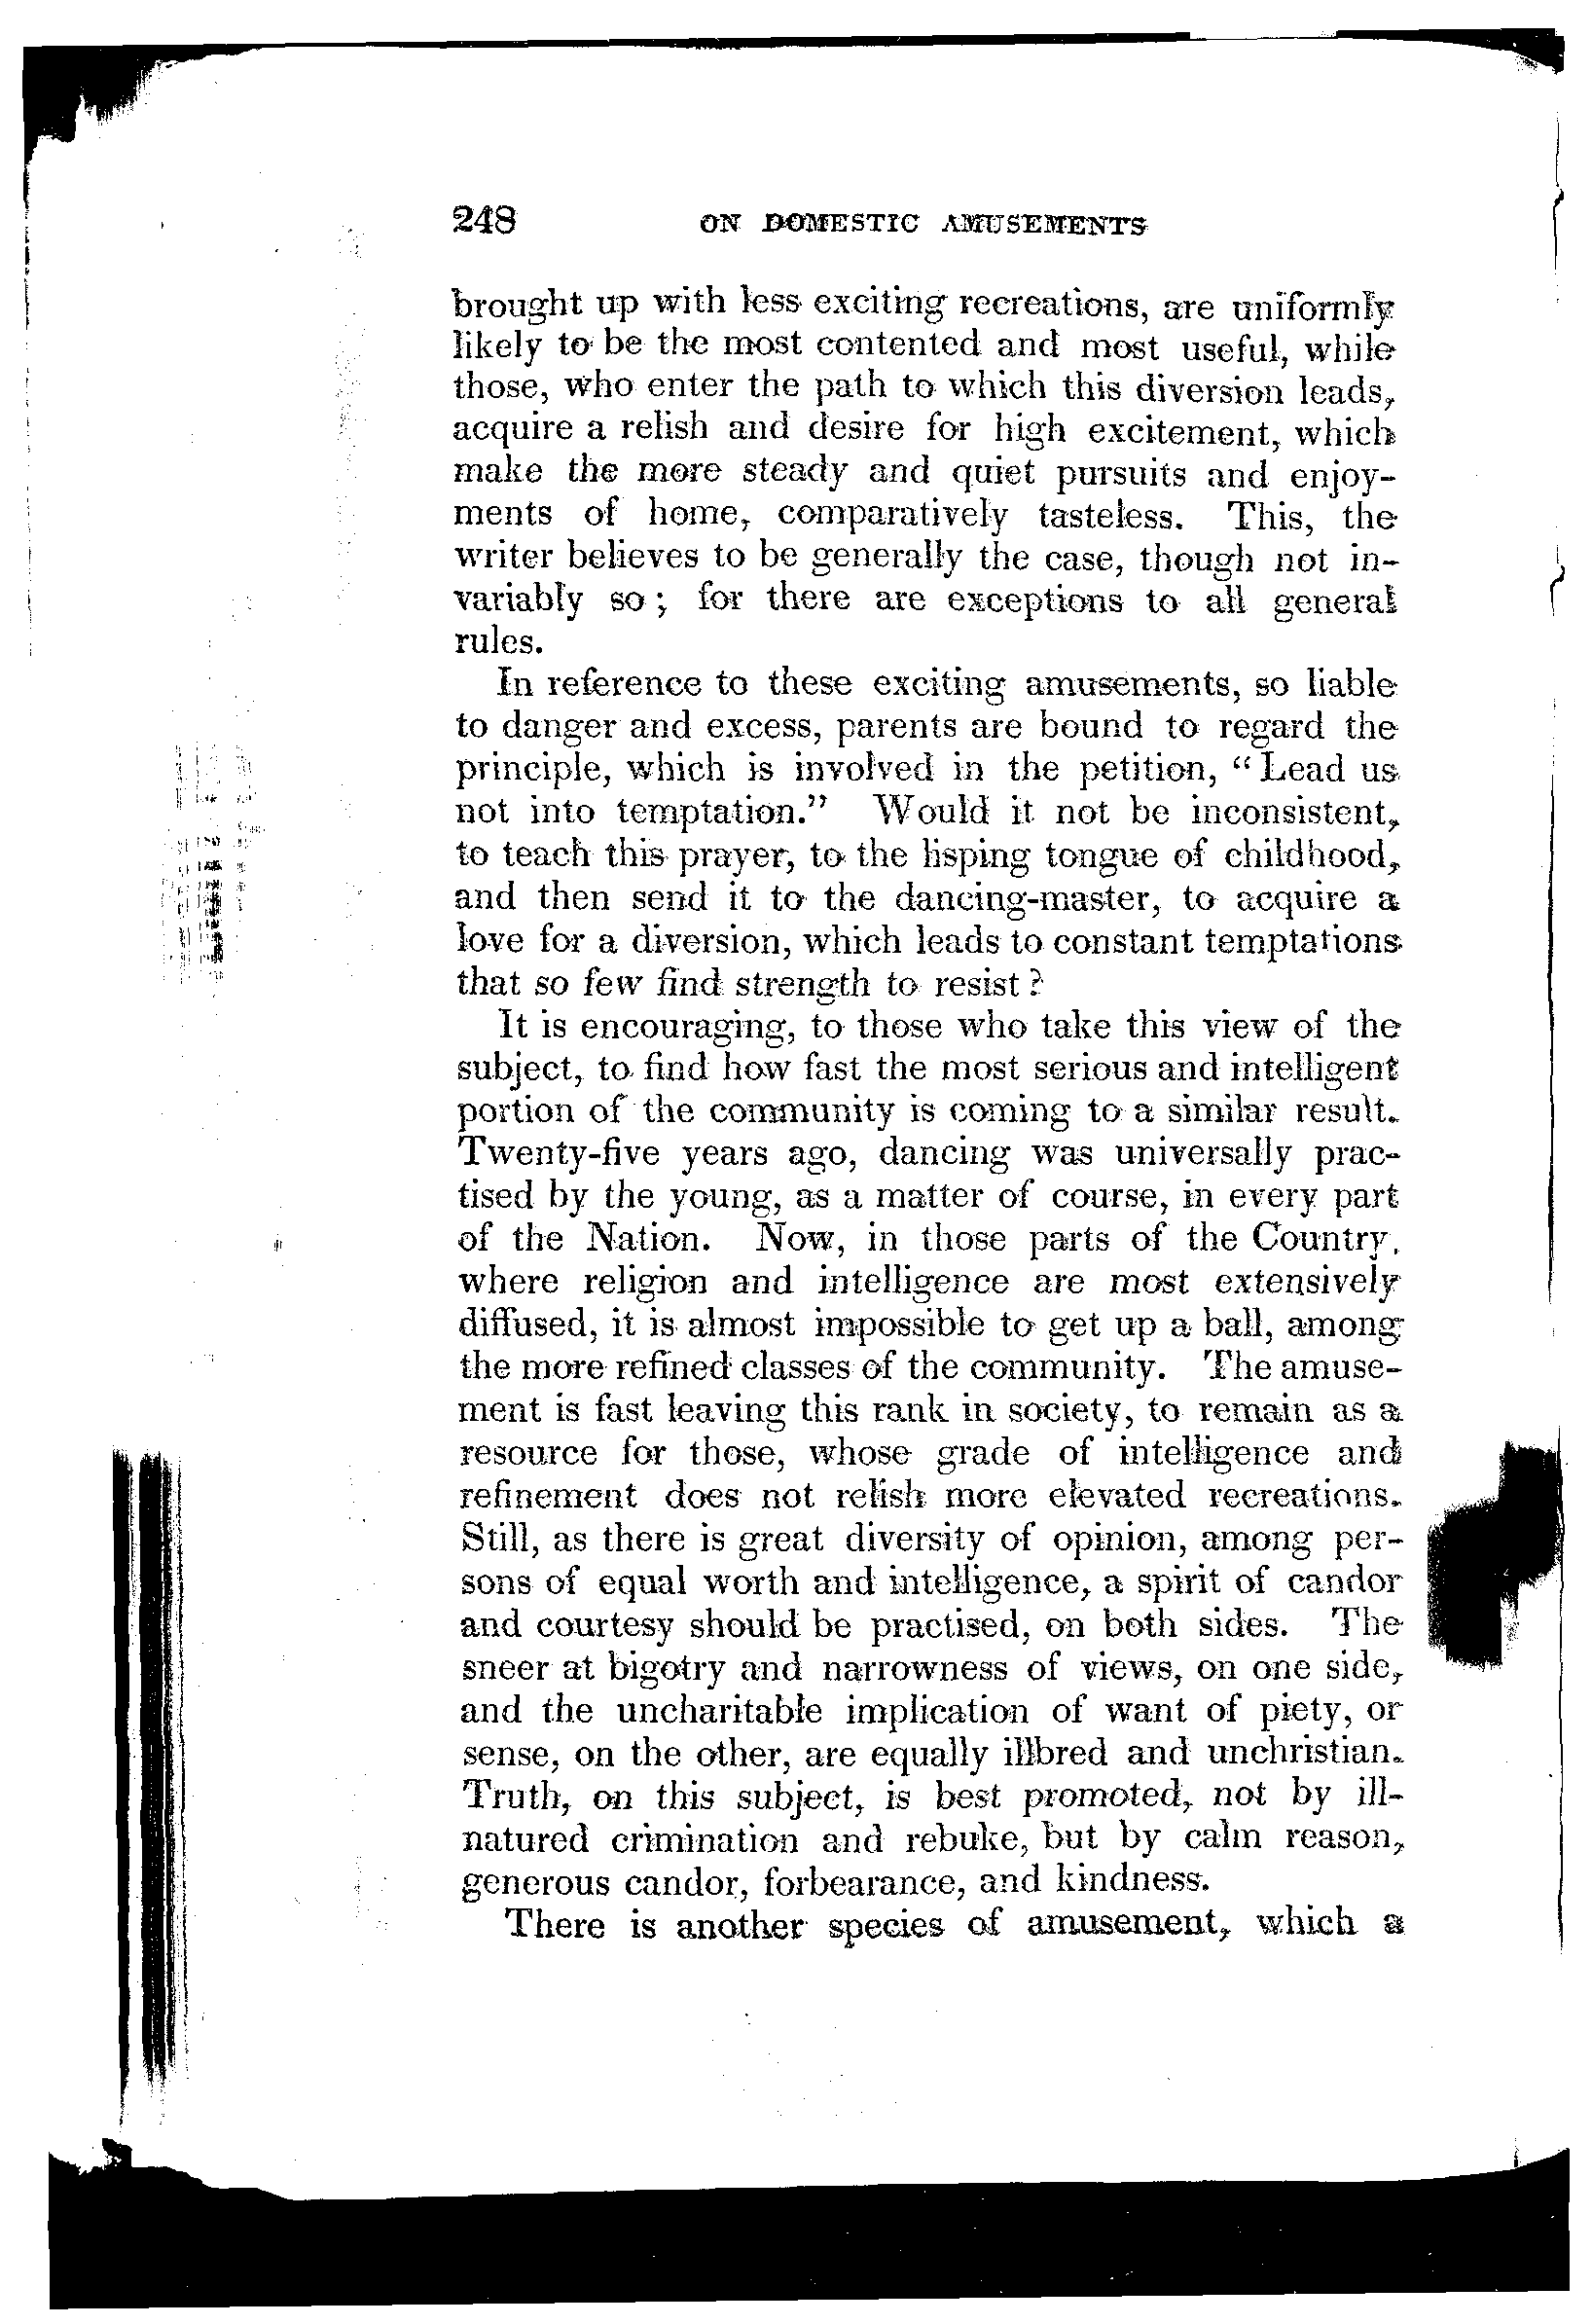 248 ON DOMESTIC AMUSEMENTS
brought up with less exciting recreations, are uniformly
likely to be the most contented and most useful, while
those, who enter the path to which this diversion leads,
acquire a relish and desire for high excitement, which
make the more steady and quiet pursuits and enjoy-
ments of home, comparatively tasteless. This, the
writer believes to be generally the case, though not in-
variably so; for there are exceptions to all general
rules.
In reference to these exciting amusements, so liable
to danger and excess, parents are bound to regard the
principle, which is involved in the petition, “Lead us
not into temptation.” Would it not be inconsistent,
to teach this prayer, to the lisping tongue of childhood,
and then send it to the dancing-master, to acquire a
love for a diversion, which leads to constant temptations
that so few find strength to resist?
It is encouraging, to those who take this view of the
subject, to find how fast the most serious and intelligent
portion of the community is coming to a similar result.
Twenty-five years ago, dancing was universally prac-
tised by the young, as a matter of course, in every part
of the Nation. Now, in those parts of the Country,
where religion and intelligence are most extensively
diffused, it is almost impossible to get up a ball, among
the more refined classes of the community. The amuse-
ment is fast leaving this rank in society, to remain as a
resource for those, whose grade of intelligence and
refinement does not relish more elevated recreations.
Still, as there is great diversity of opinion, among per-
sons of equal worth and intelligence, a spirit of candor
and courtesy should be practised, on both sides. The
sneer at bigotry and narrowness of views, on one side,
and the uncharitable implication of want of piety, or
sense, on the other, are equally illbred and unchristian.
Truth, on this subject, is best promoted, not by ill-
natured crimination and rebuke, but by calm reason,
generous candor, forbearance, and kindness.
There is another species of amusement, which a